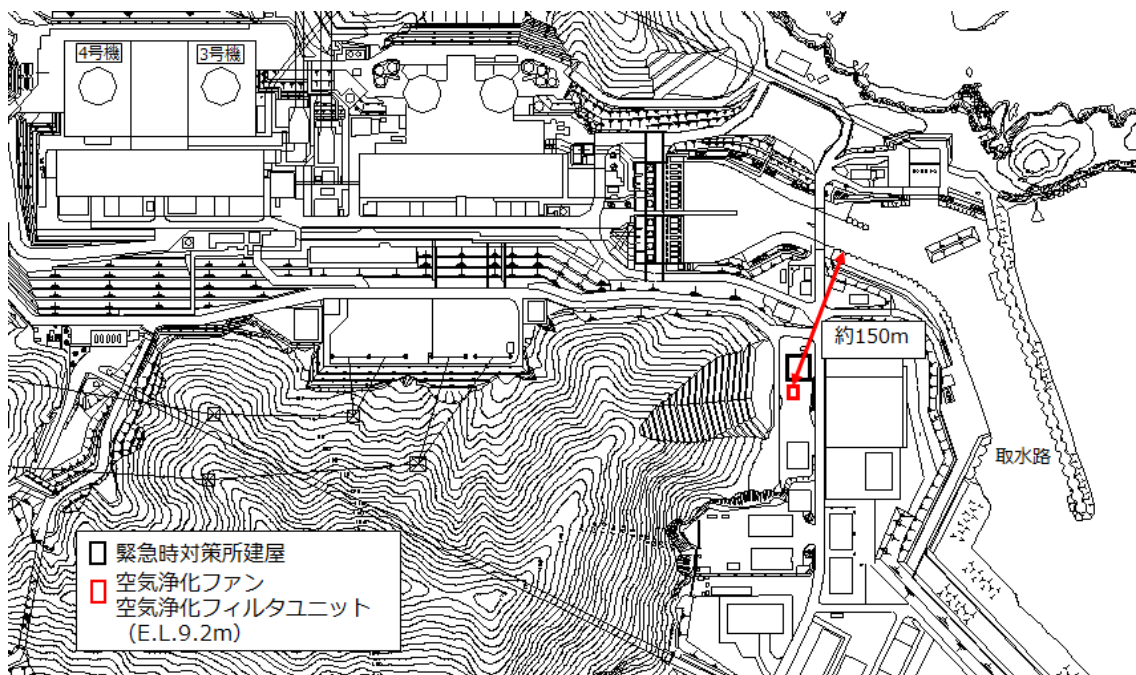 4号機
3号機
約150m
取水路
緊急時対策所建屋
空気浄化ファン
空気浄化フィルタユニット
(E.L.9.2m)